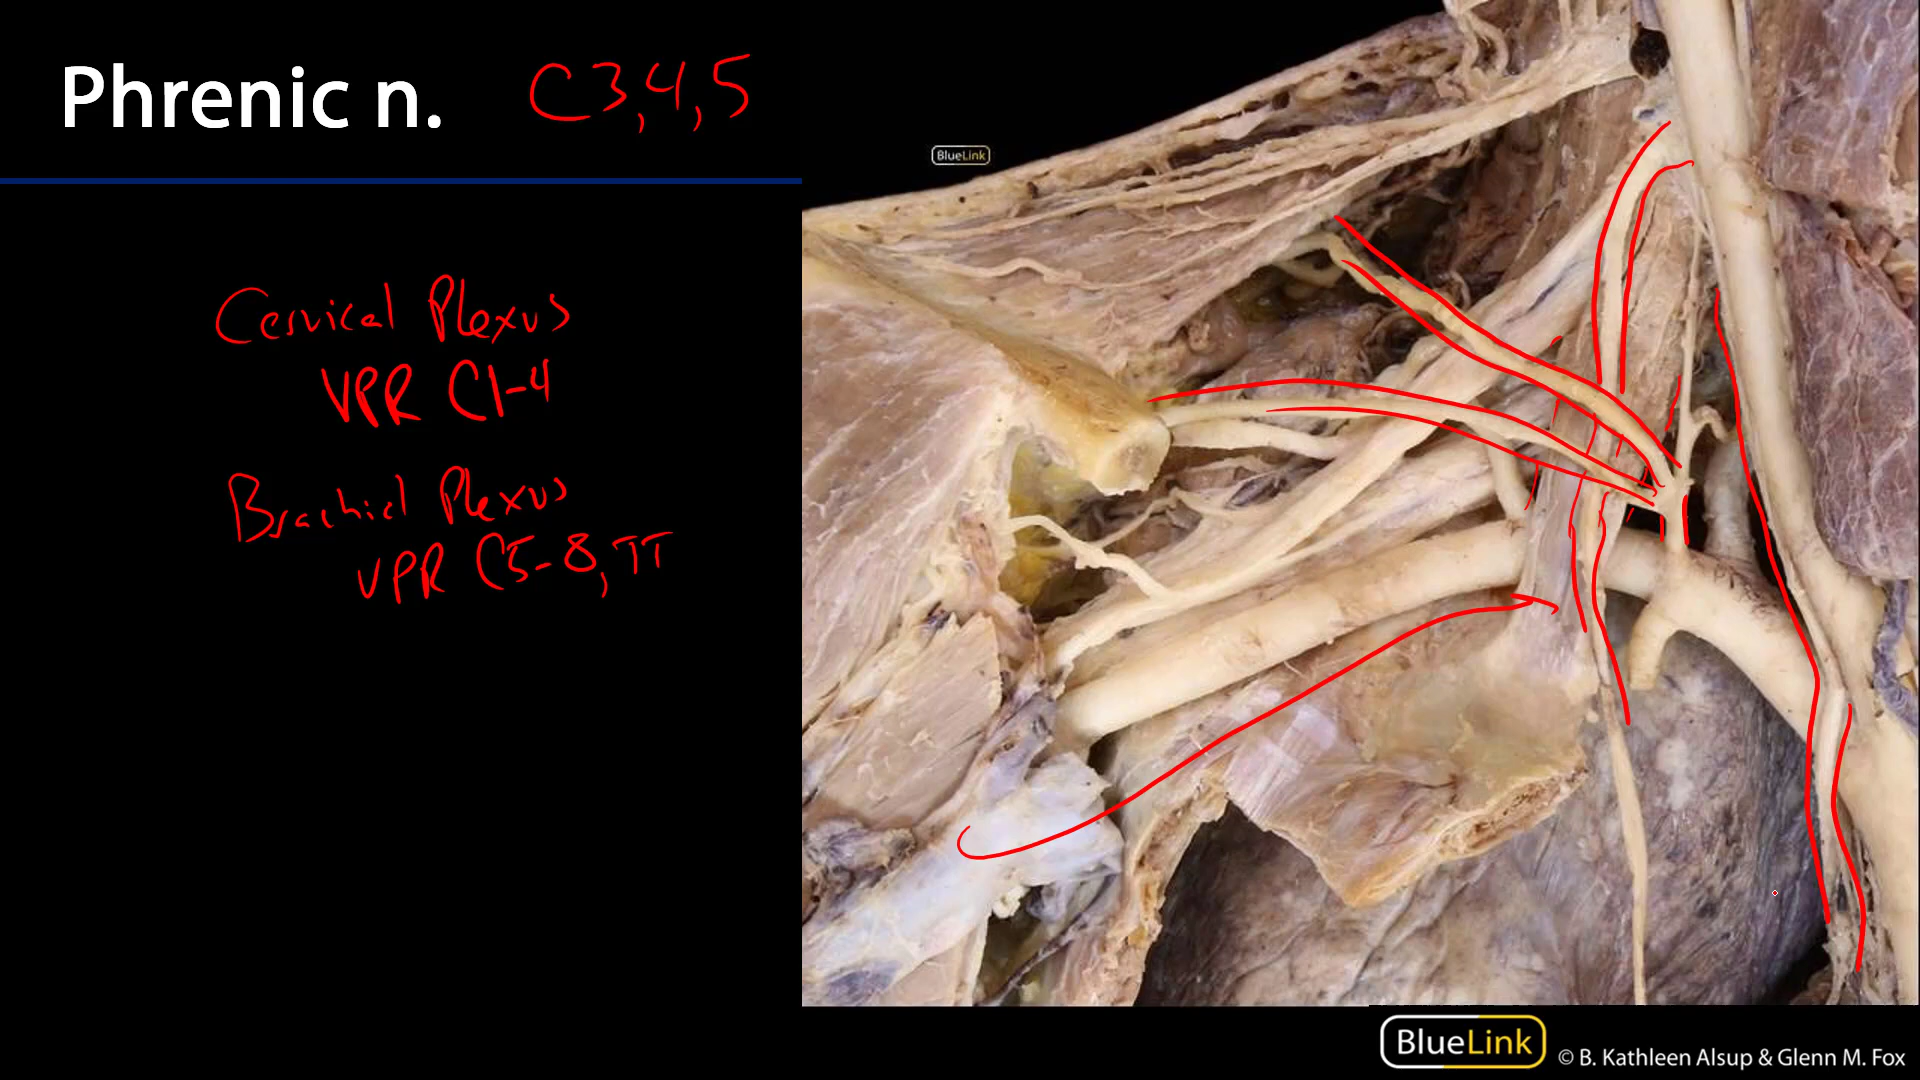 Phrenic n. C3,4,5
BlueLink
Cervical Plexus
VPR C1-4
Brachial Plexus
VPR C5-8, T1
BlueLink © B. Kathleen Alsup & Glenn M. Fox